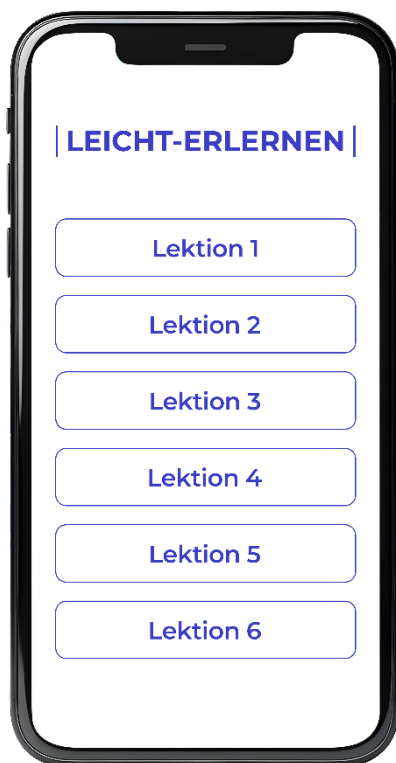 |LEICHT-ERLERNEN|
Lektion 1
Lektion 2
Lektion 3
Lektion 4
Lektion 5
Lektion 6